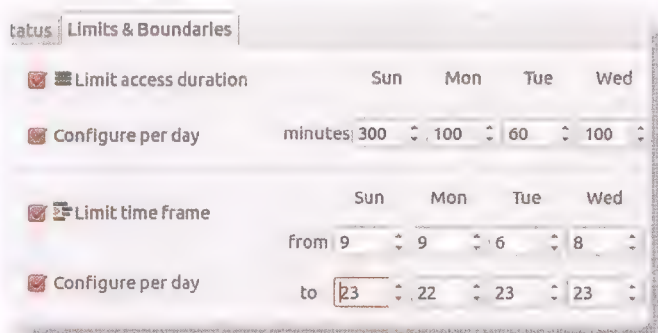 tatus Limits & Boundaries
Limit access duration Sun Mon Tue Wed
Configure per day minutes 300 100 60 100
Limit time frame Sun Mon Tue Wed
from 9 9 6 8
Configure per day to 23 22 23 23